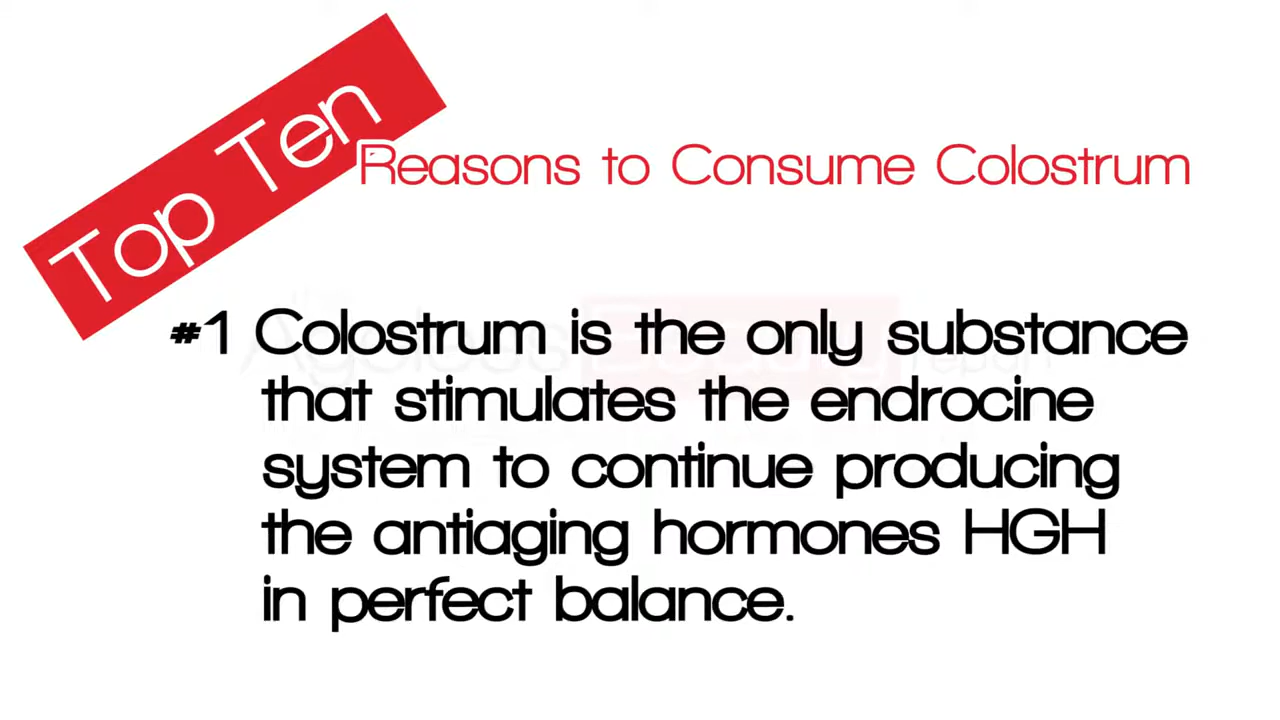 Top Ten
Reasons to Consume Colostrum
#1 Colostrum is the only substance
that stimulates the endrocine
system to continue producing
the antiaging hormones HGH
in perfect balance.